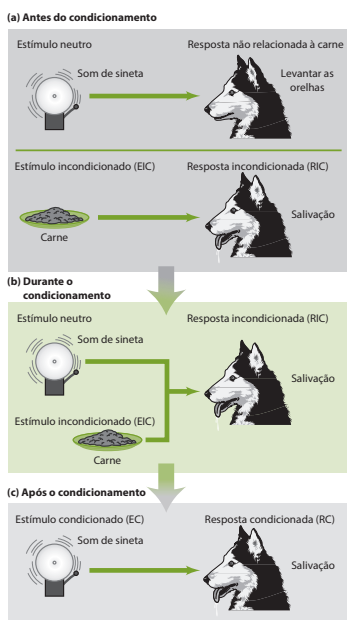 (a) Antes do condicionamento
Estímulo neutro
Resposta não relacionada à carne
Som de sineta
Levantar as
orelhas
Estímulo incondicionado (EIC)
Resposta incondicionada (RIC)
Salivação
Carne
(b) Durante o
condicionamento
Estímulo neutro
Resposta incondicionada (RIC)
Som de sineta
Salivação
Estímulo incondicionado (EIC)
Carne
(c) Após o condicionamento
Estímulo condicionado (EC)
Resposta condicionada (RC)
Som de sineta
Salivação